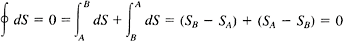 ∮ dS = 0 = ∫_A^B dS + ∫_B^A dS = (S_B − S_A) + (S_A − S_B) = 0